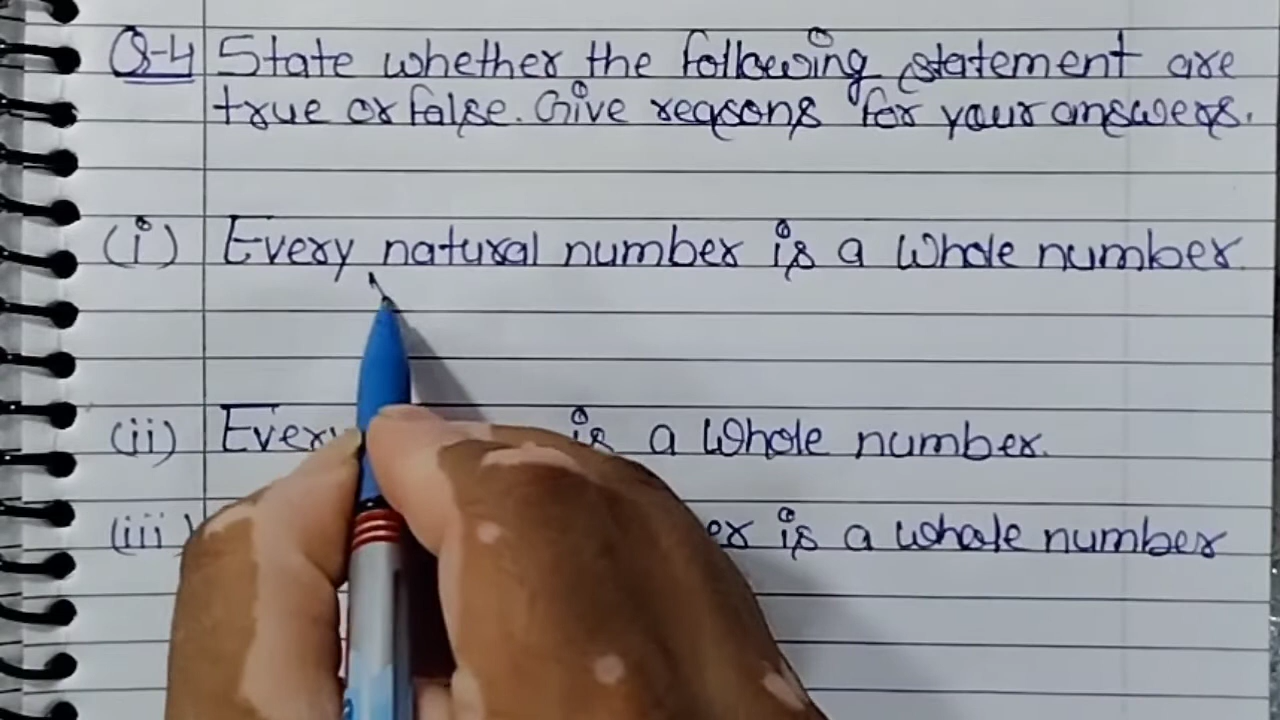 Q-4 State whether the following statement are
true or false. Give reasons for your answers.
(i) Every natural number is a Whole number.
(ii) Every is a Whole number.
(iii) is a whole number